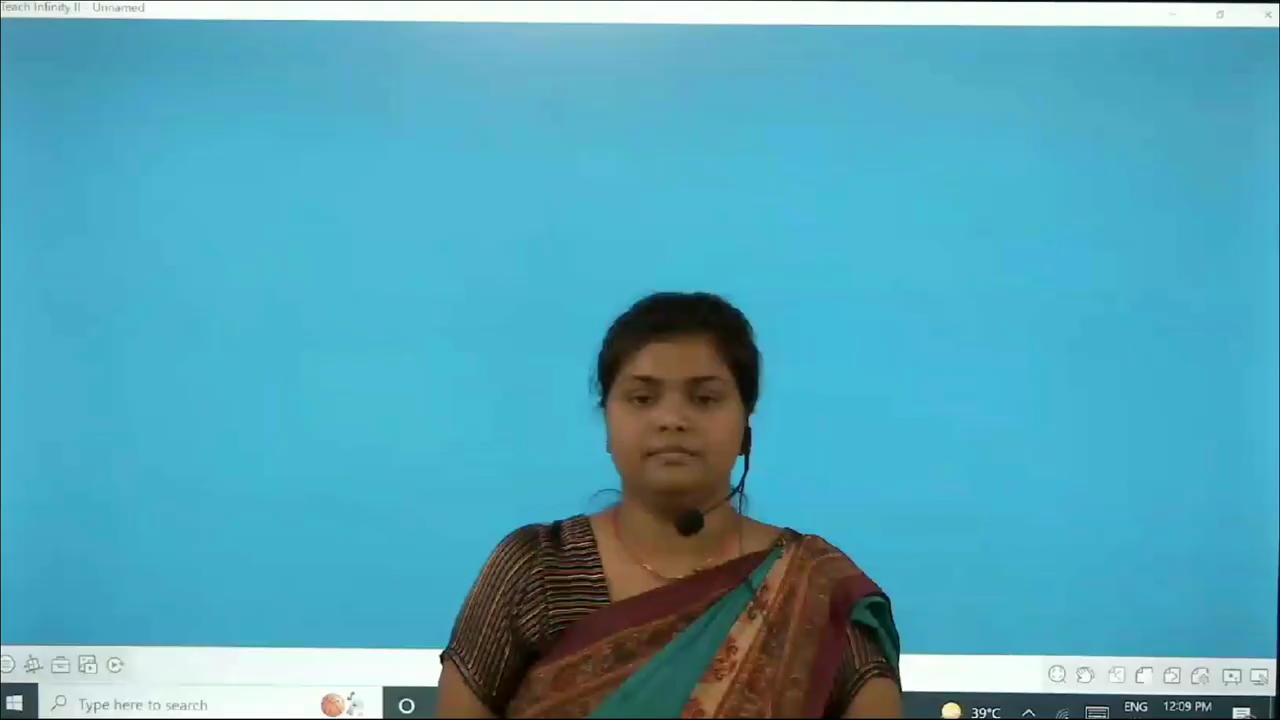 Teach Infinity II - Unnamed
Type here to search
39°C
ENG
12:09 PM